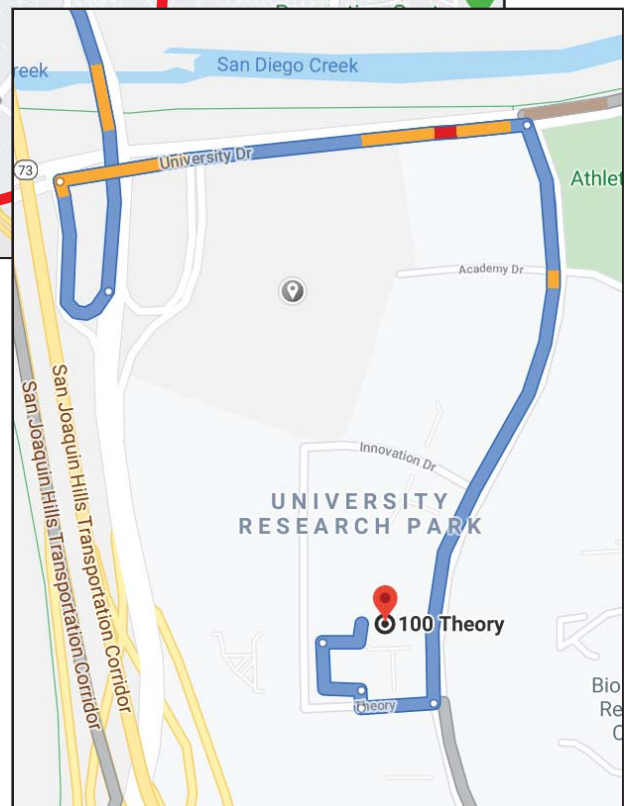 San Diego Creek
reek
73
University Dr
Athlet
Academy Dr
San Joaquin Hills Transportation Corridor
San Joaquin Hills Transportation Corridor
Innovation Dr
UNIVERSITY
RESEARCH PARK
100 Theory
Theory
Bio
Re
C